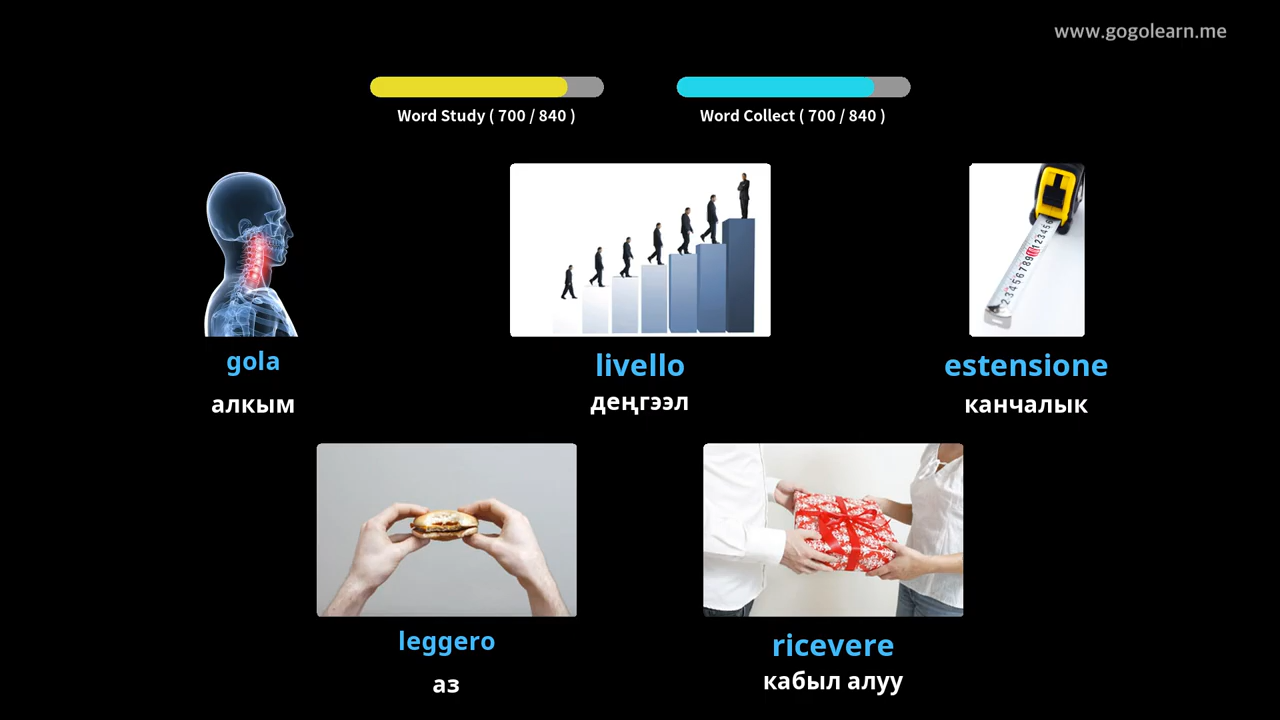 www.gogolearn.me
Word Study ( 700 / 840 )
Word Collect ( 700 / 840 )
gola
алкым
livello
деңгээл
estensione
канчалык
leggero
аз
ricevere
кабыл алуу